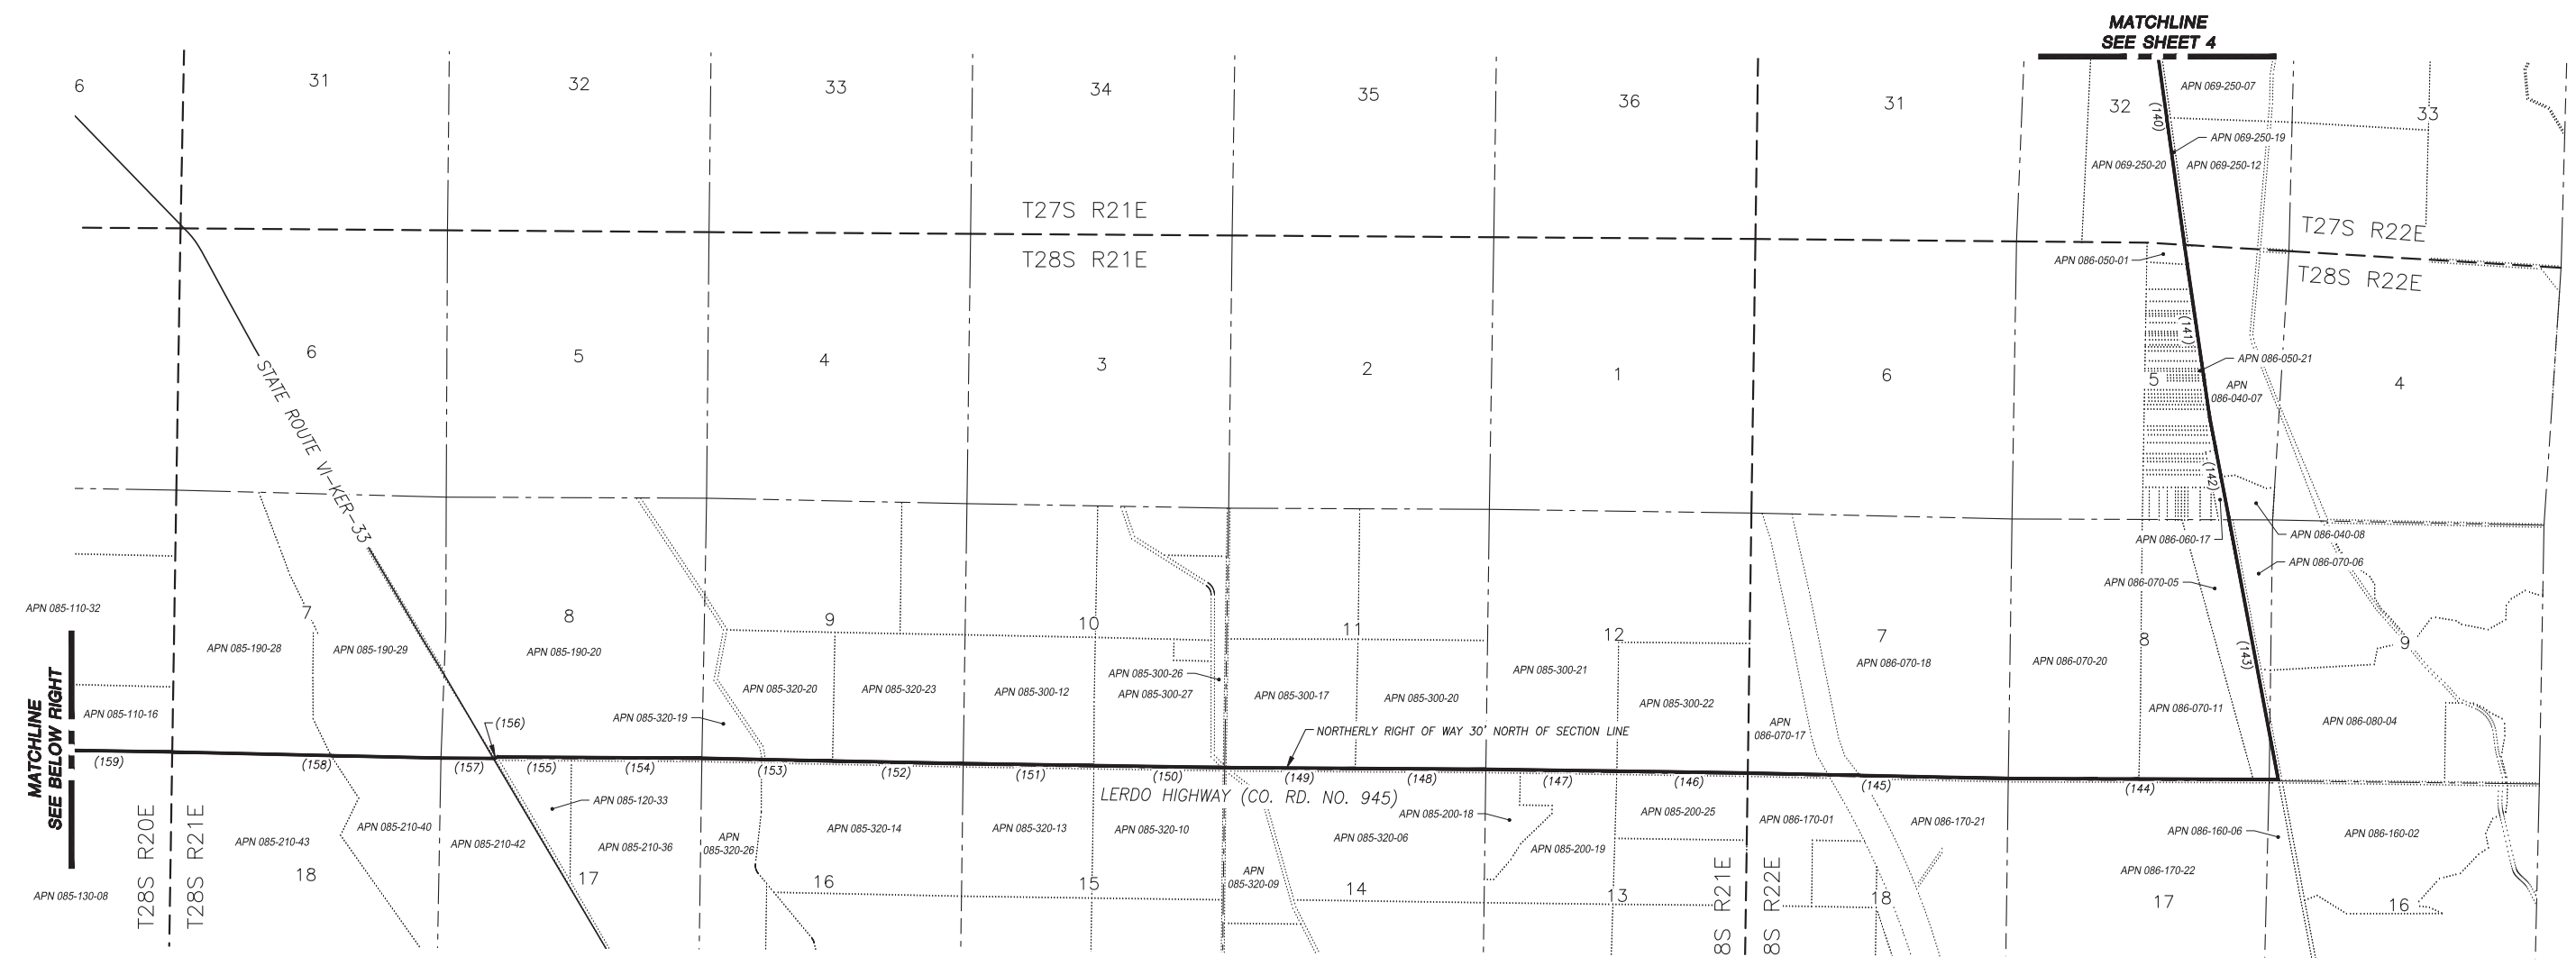 MATCHLINE
SEE SHEET 4
6
31
32
33
34
35
36
31
32
33
APN 069-250-07
(140)
APN 069-250-19
APN 069-250-20
APN 069-250-12
T27S R21E
T28S R21E
T27S R22E
T28S R22E
APN 086-050-01
(141)
APN 086-050-21
APN
086-040-07
6
5
4
3
2
1
6
5
4
STATE ROUTE VI-KER-33
(142)
APN 086-060-17
APN 086-040-08
APN 086-070-06
APN 086-070-05
APN 085-110-32
7
8
9
10
11
12
7
8
9
APN 085-190-28
APN 085-190-29
APN 085-190-20
APN 085-320-20
APN 085-320-23
APN 085-300-12
APN 085-300-26
APN 085-300-27
APN 085-300-17
APN 085-300-20
APN 085-300-21
APN 085-300-22
APN
086-070-17
APN 086-070-18
APN 086-070-20
(143)
APN 086-070-11
APN 086-080-04
MATCHLINE
SEE BELOW RIGHT
APN 085-110-16
(156)
APN 085-320-19
NORTHERLY RIGHT OF WAY 30' NORTH OF SECTION LINE
(159)
(158)
(157)
(155)
(154)
(153)
(152)
(151)
(150)
(149)
(148)
(147)
(146)
(145)
(144)
LERDO HIGHWAY (CO. RD. NO. 945)
T28S R20E
T28S R21E
APN 085-210-43
APN 085-210-40
APN 085-210-42
APN 085-120-33
APN 085-210-36
APN
085-320-26
APN 085-320-14
APN 085-320-13
APN 085-320-10
APN
085-320-09
APN 085-320-06
APN 085-200-18
APN 085-200-19
APN 085-200-25
APN 086-170-01
APN 086-170-21
APN 086-160-06
APN 086-160-02
APN 086-170-22
8S R21E
8S R22E
APN 085-130-08
18
17
16
15
14
13
18
17
16